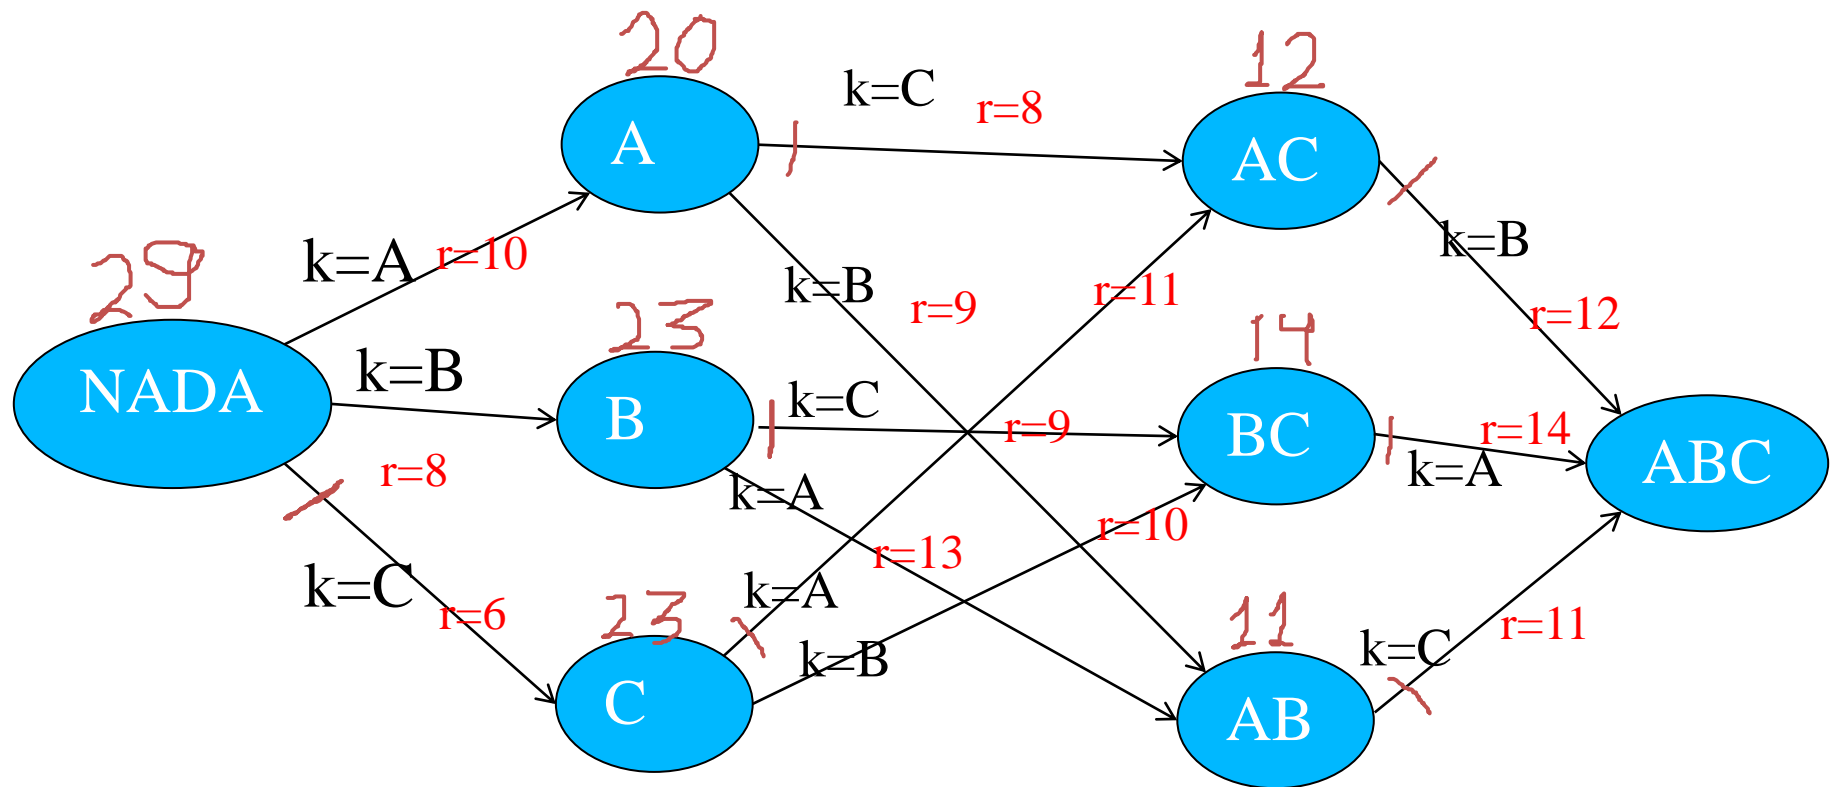 20
12
k=C
r=8
A
AC
k=A
r=10
k=B
29
k=B
r=9
r=11
r=12
23
14
NADA
k=B
B
k=C
r=9
BC
r=14
k=A
ABC
r=8
k=A
r=10
r=13
k=C
r=6
k=A
23
11
k=B
k=C
r=11
C
AB